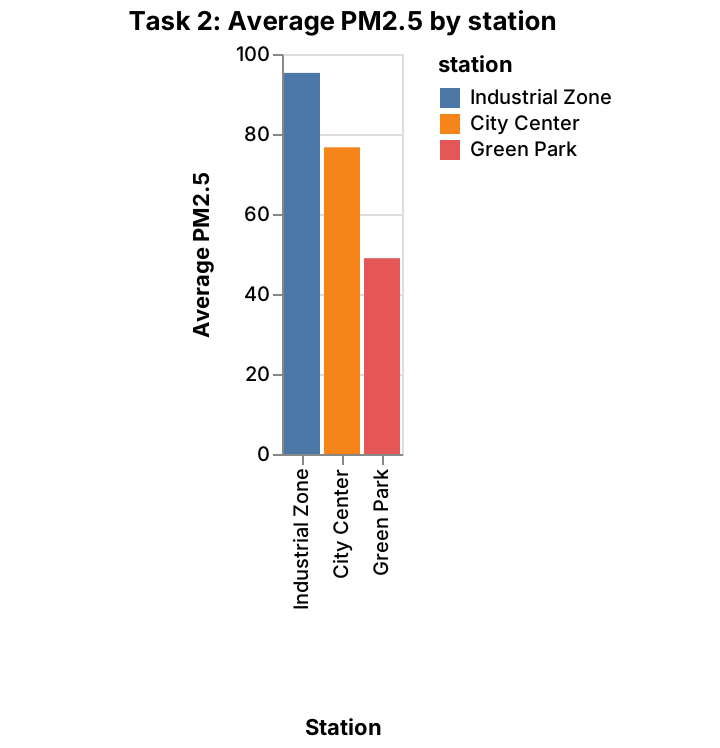 Task 2: Average PM2.5 by station
station
Industrial Zone
City Center
Green Park
Average PM2.5
100
80
60
40
20
0
Industrial Zone
City Center
Green Park
Station